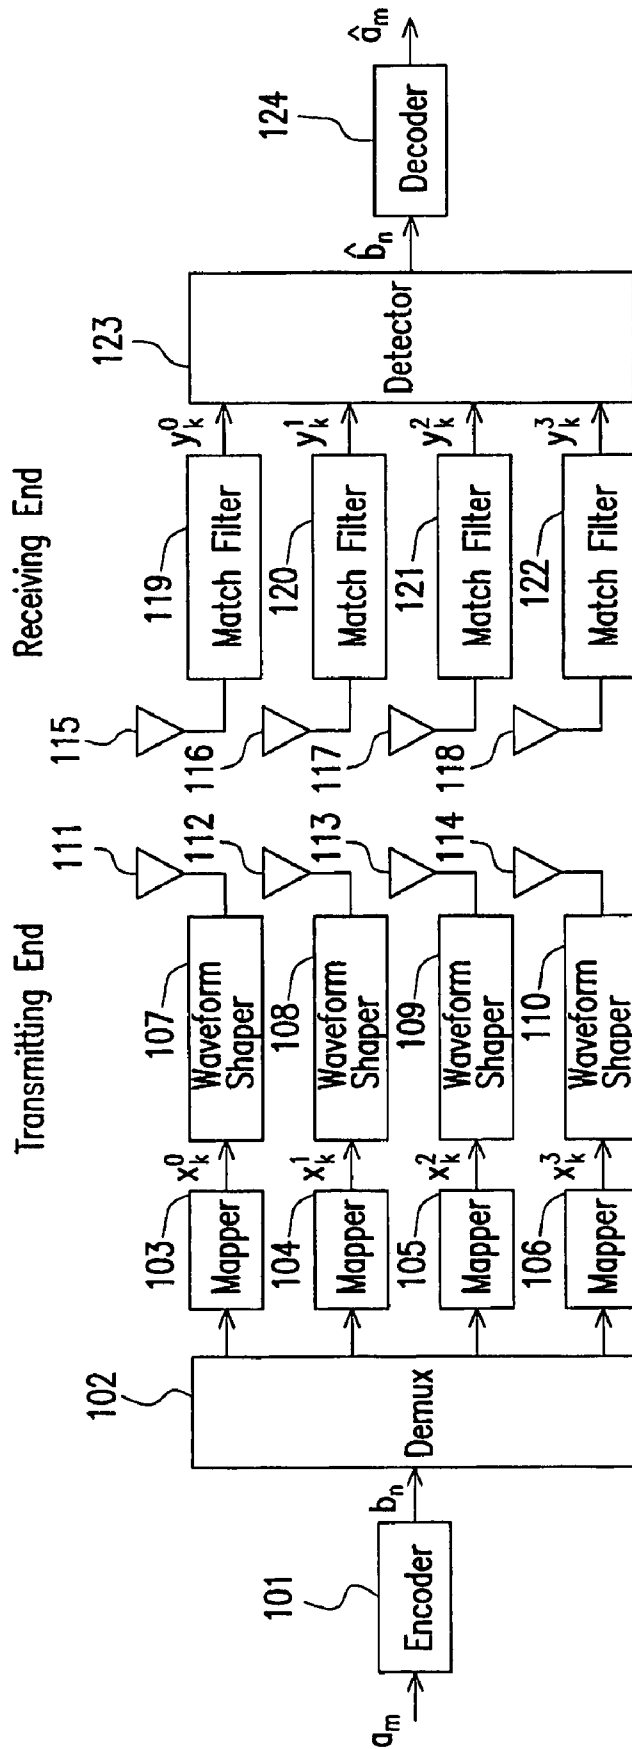 Transmitting End
Receiving End
a_m
101
Encoder
b_n
102
Demux
103
Mapper
x_k^0
107
Waveform
Shaper
111
104
Mapper
x_k^1
108
Waveform
Shaper
112
105
Mapper
x_k^2
109
Waveform
Shaper
113
106
Mapper
x_k^3
110
Waveform
Shaper
114
115
119
Match Filter
y_k^0
116
120
Match Filter
y_k^1
117
121
Match Filter
y_k^2
118
122
Match Filter
y_k^3
123
Detector
b̂_n
124
Decoder
â_m